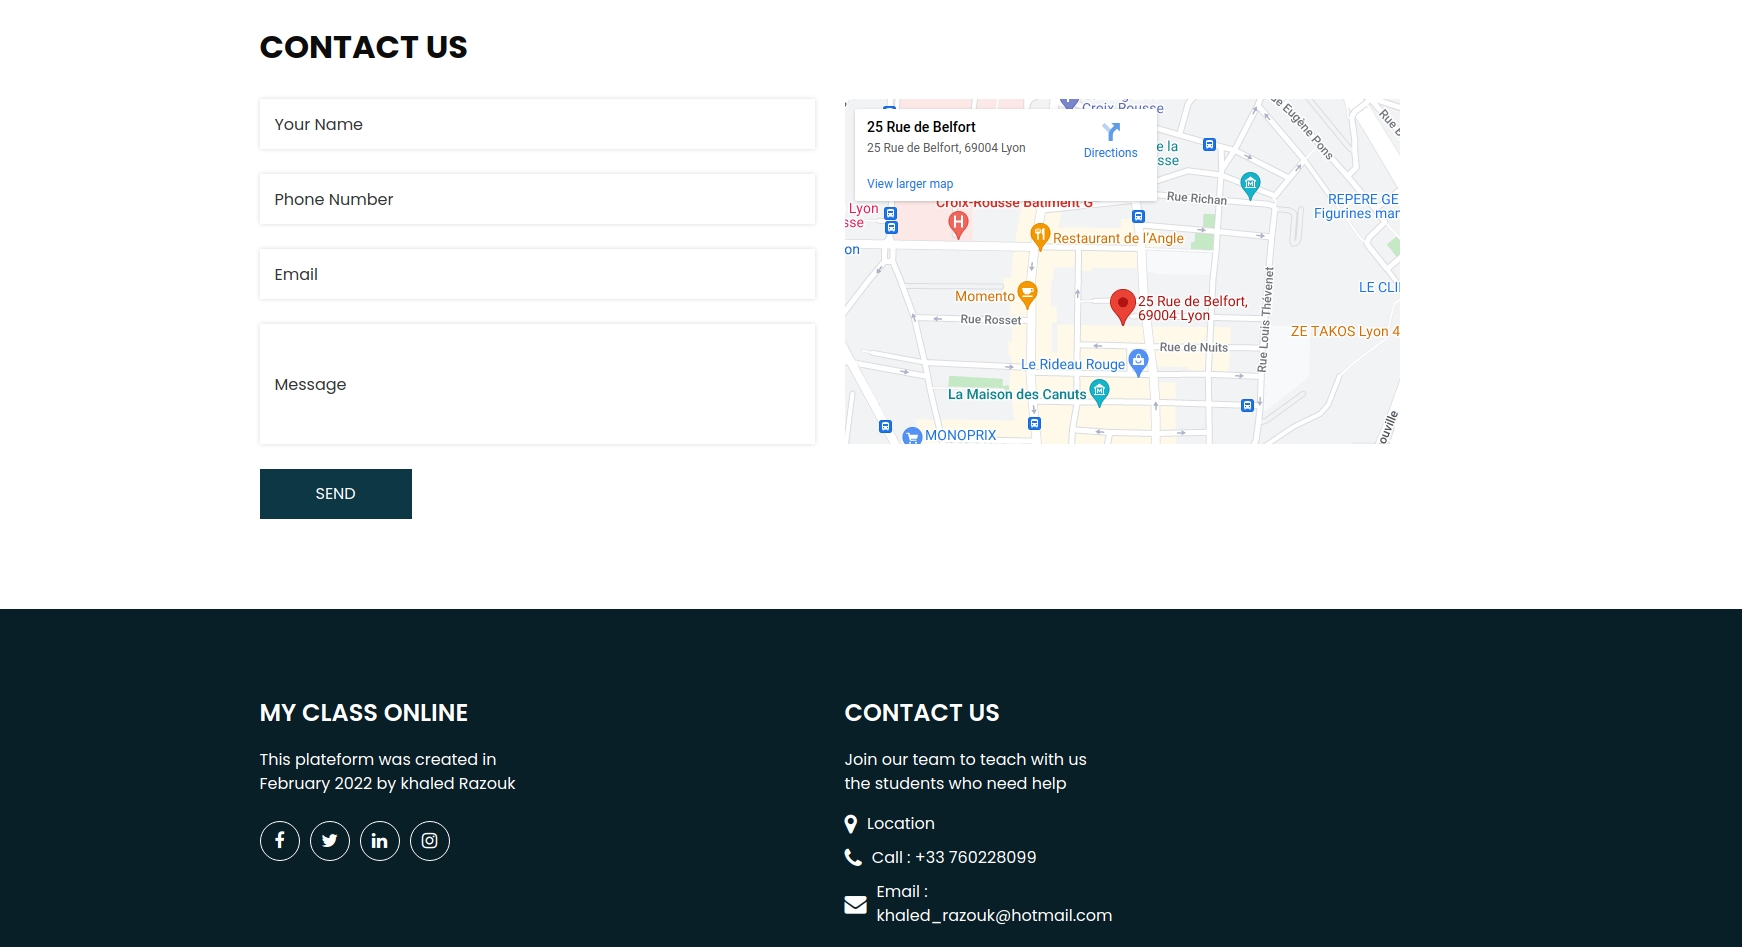 CONTACT US
Your Name
Phone Number
Email
Message
SEND
Croix-Rousse
25 Rue de Belfort
25 Rue de Belfort, 69004 Lyon
Directions
View larger map
Rue Eugène Pons
Rue Richan
REPERE GE
Figurines mar
Lyon
Croix-Rousse Bâtiment G
Restaurant de l'Angle
Momento
25 Rue de Belfort,
69004 Lyon
LE CLI
Rue Rosset
ZE TAKOS Lyon 4
Rue Louis Thévenet
Rue de Nuits
Le Rideau Rouge
La Maison des Canuts
MONOPRIX
ouville
MY CLASS ONLINE
This plateform was created in
February 2022 by khaled Razouk
CONTACT US
Join our team to teach with us
the students who need help
Location
Call : +33 760228099
Email :
khaled_razouk@hotmail.com